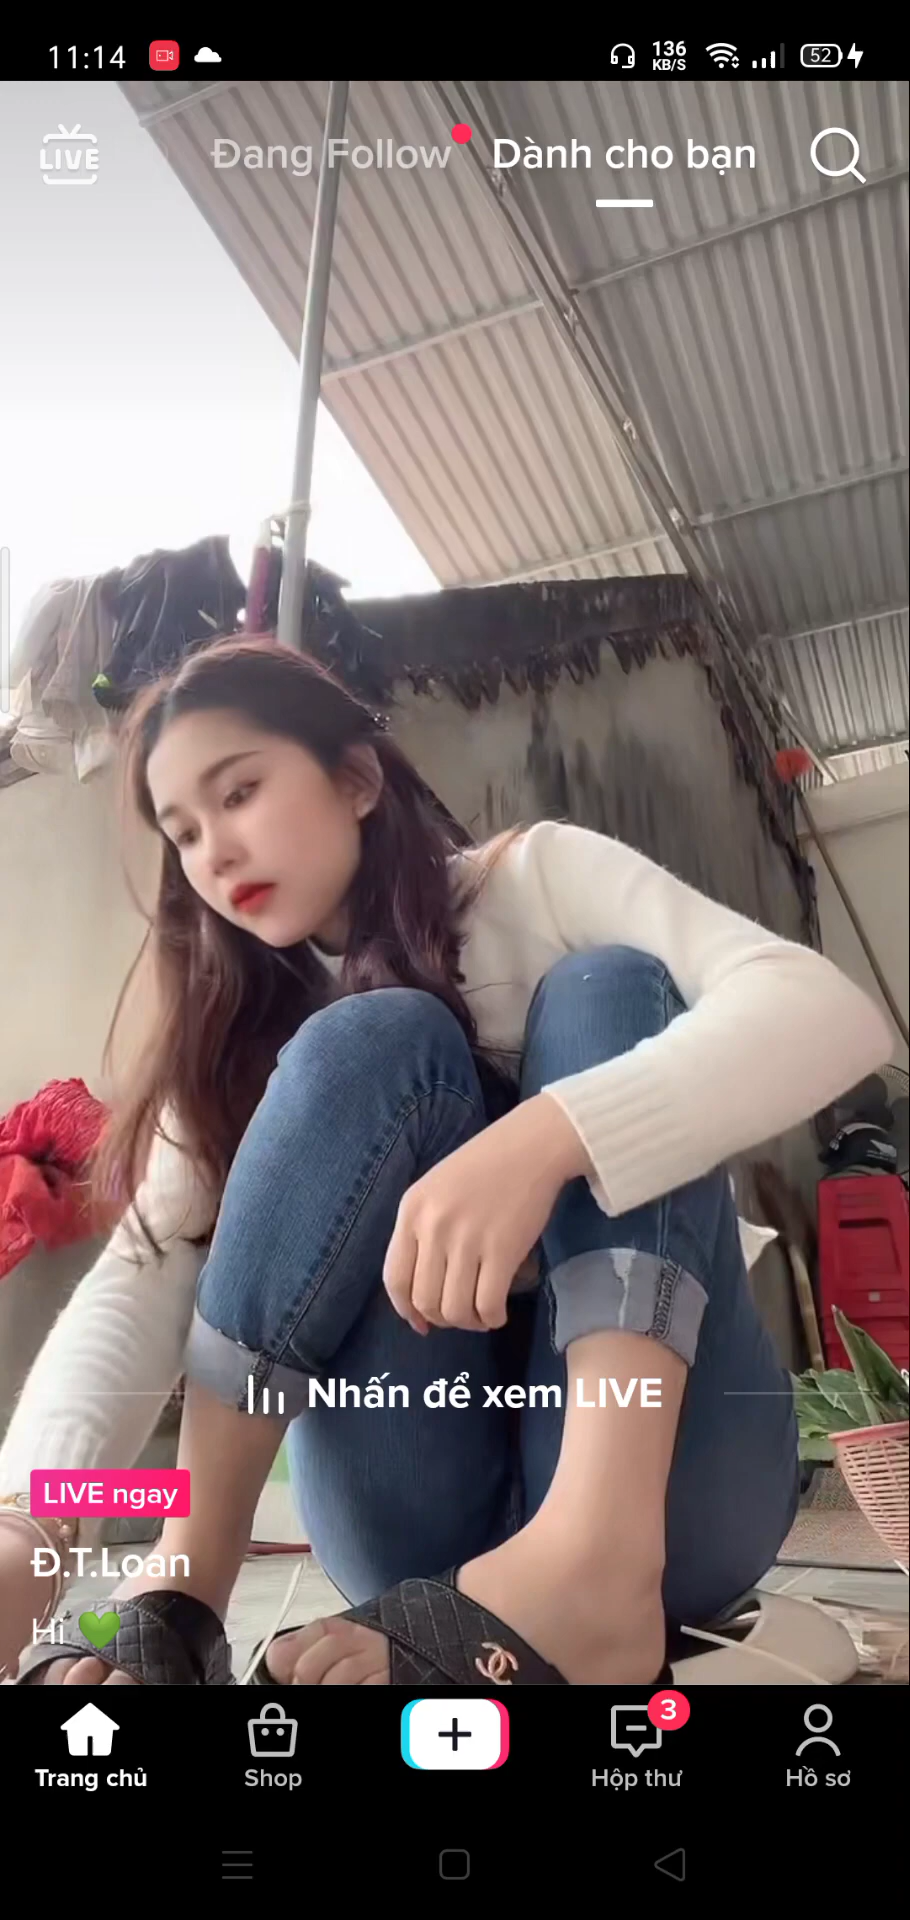 11:14 136 KB/S 52
LIVE Đang Follow Dành cho bạn
Nhấn để xem LIVE
LIVE ngay
Đ.T.Loan
Hi 💚
3
Trang chủ Shop Hộp thư Hồ sơ